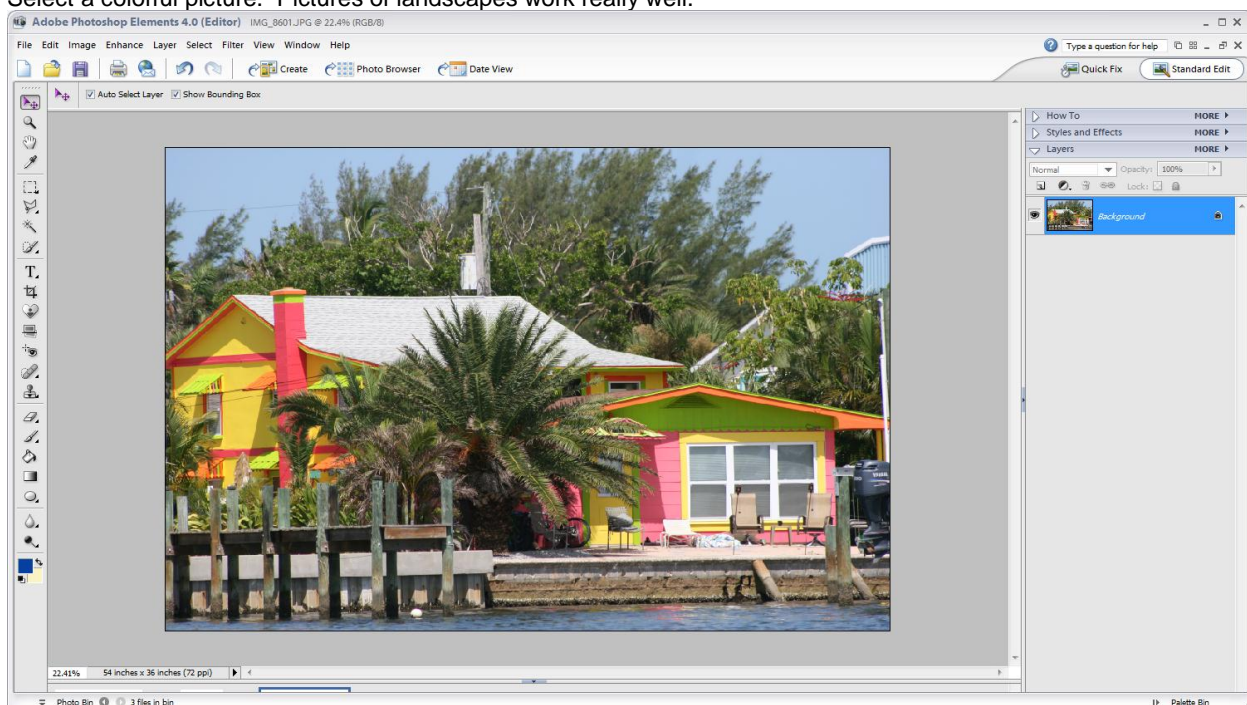 Select a colorful picture.  Pictures of landscapes work really well.
Adobe Photoshop Elements 4.0 (Editor) IMG_8601.JPG @ 22.4% (RGB/8)
File Edit Image Enhance Layer Select Filter View Window Help
Type a question for help
Create Photo Browser Date View
Quick Fix Standard Edit
Auto Select Layer Show Bounding Box
How To MORE
Styles and Effects MORE
Layers MORE
Normal Opacity: 100%
Lock:
Background
T
22.41% 54 inches x 36 inches (72 ppi)
Photo Bin 3 files in bin Palette Bin